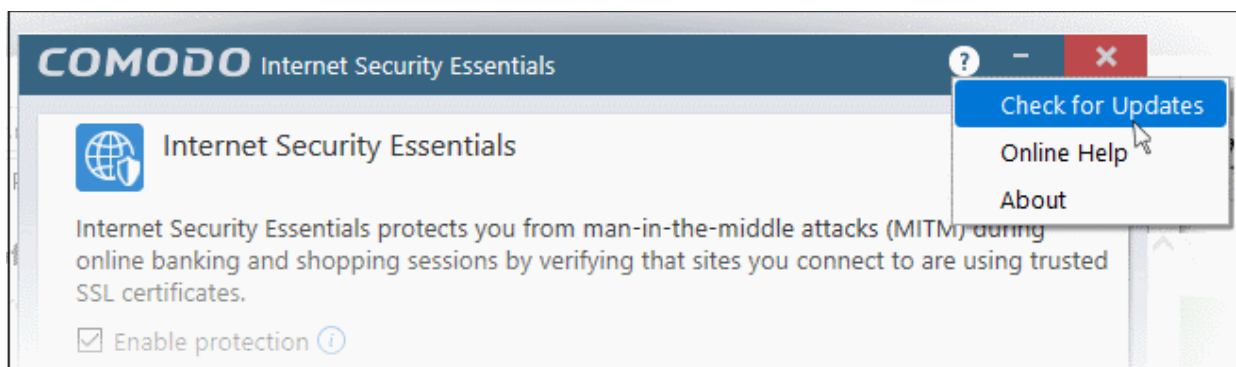 COMODO Internet Security Essentials ?
Check for Updates
Online Help
About
Internet Security Essentials
Internet Security Essentials protects you from man-in-the-middle attacks (MITM) during
online banking and shopping sessions by verifying that sites you connect to are using trusted
SSL certificates.
Enable protection i